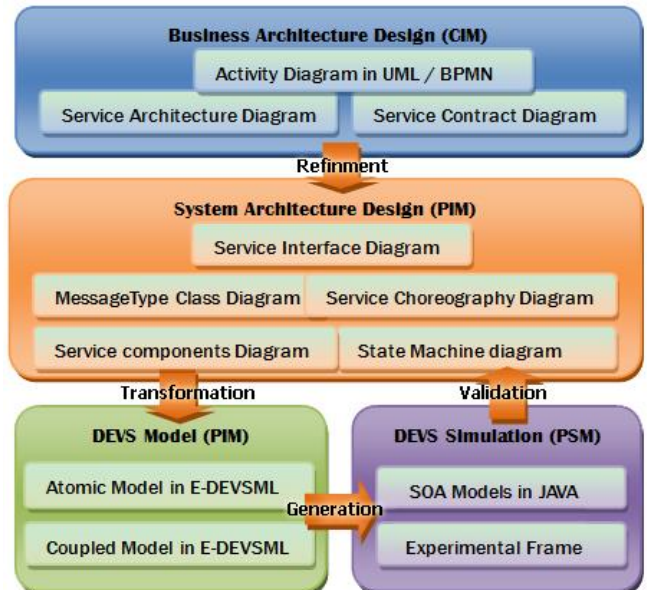 Business Architecture Design (CIM)
Activity Diagram in UML / BPMN
Service Architecture Diagram
Service Contract Diagram
Refinment
System Architecture Design (PIM)
Service Interface Diagram
MessageType Class Diagram
Service Choreography Diagram
Service components Diagram
State Machine diagram
Transformation
Validation
DEVS Model (PIM)
DEVS Simulation (PSM)
Atomic Model in E-DEVSML
SOA Models in JAVA
Generation
Coupled Model in E-DEVSML
Experimental Frame